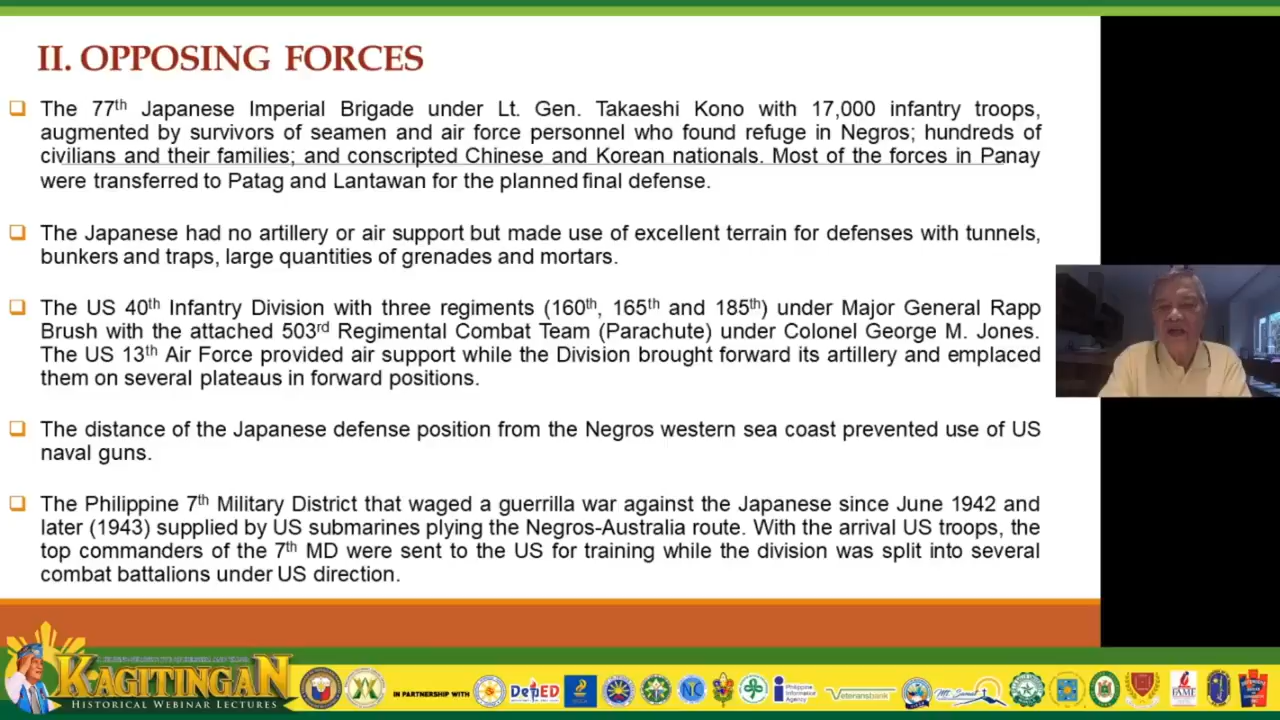 II. OPPOSING FORCES
The 77th Japanese Imperial Brigade under Lt. Gen. Takaeshi Kono with 17,000 infantry troops,
augmented by survivors of seamen and air force personnel who found refuge in Negros; hundreds of
civilians and their families; and conscripted Chinese and Korean nationals. Most of the forces in Panay
were transferred to Patag and Lantawan for the planned final defense.
The Japanese had no artillery or air support but made use of excellent terrain for defenses with tunnels,
bunkers and traps, large quantities of grenades and mortars.
The US 40th Infantry Division with three regiments (160th, 165th and 185th) under Major General Rapp
Brush with the attached 503rd Regimental Combat Team (Parachute) under Colonel George M. Jones.
The US 13th Air Force provided air support while the Division brought forward its artillery and emplaced
them on several plateaus in forward positions.
The distance of the Japanese defense position from the Negros western sea coast prevented use of US
naval guns.
The Philippine 7th Military District that waged a guerrilla war against the Japanese since June 1942 and
later (1943) supplied by US submarines plying the Negros-Australia route. With the arrival US troops, the
top commanders of the 7th MD were sent to the US for training while the division was split into several
combat battalions under US direction.
KAGITINGAN
HISTORICAL WEBINAR LECTURES
IN PARTNERSHIP WITH
DepED
Philippine
Information
Agency
Veteransbank
Mt. Samat
FAME